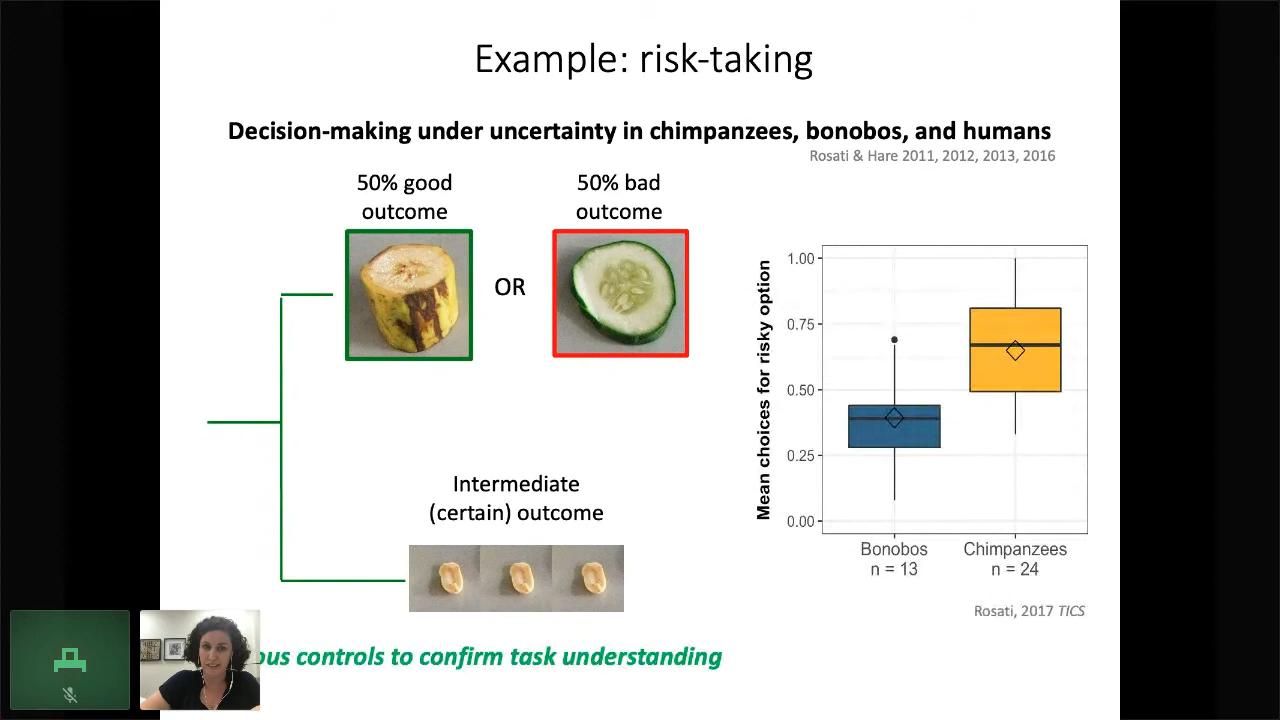 Example: risk-taking
Decision-making under uncertainty in chimpanzees, bonobos, and humans
Rosati & Hare 2011, 2012, 2013, 2016
50% good
outcome
OR
50% bad
outcome
Intermediate
(certain) outcome
Mean choices for risky option
1.00
0.75
0.50
0.25
0.00
Bonobos
n = 13
Chimpanzees
n = 24
Rosati, 2017 TICS
controls to confirm task understanding